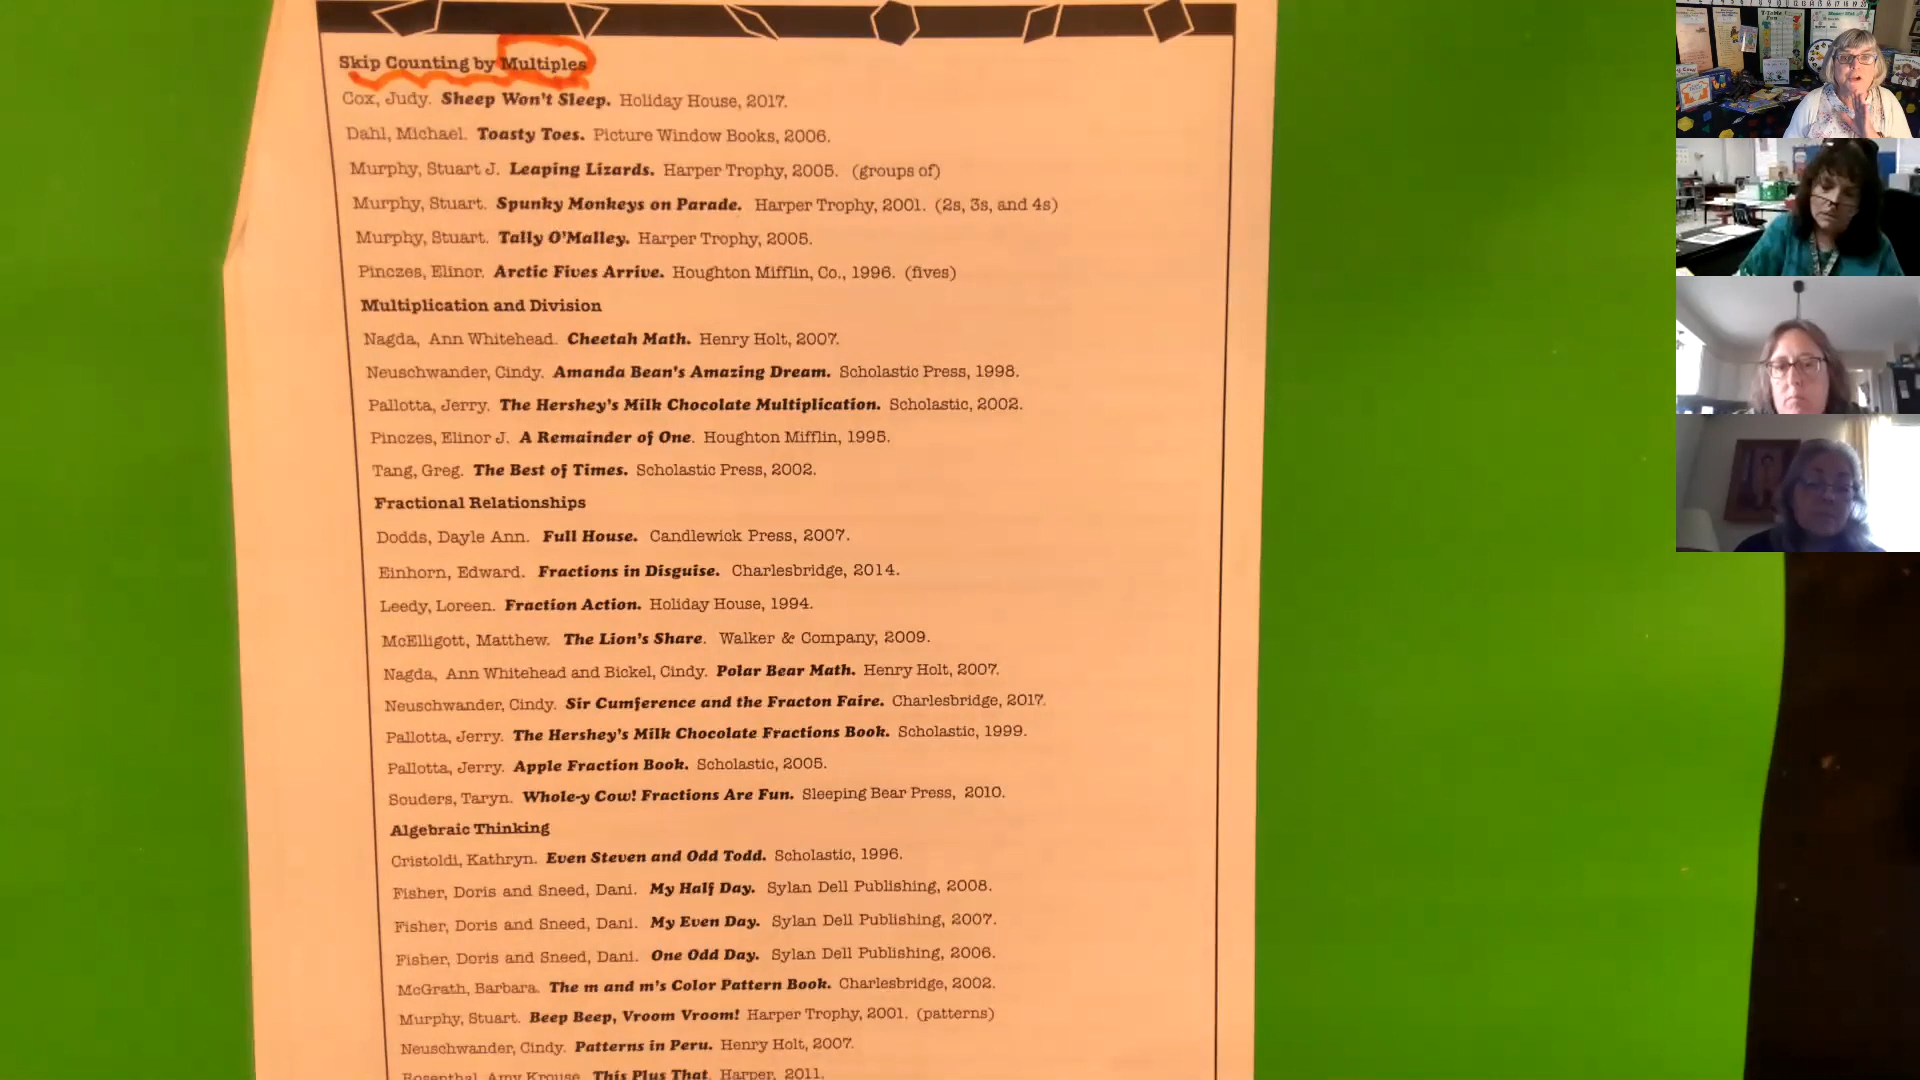 Skip Counting by Multiples
Cox, Judy. Sheep Won't Sleep. Holiday House, 2017.
Dahl, Michael. Toasty Toes. Picture Window Books, 2006.
Murphy, Stuart J. Leaping Lizards. Harper Trophy, 2005. (groups of)
Murphy, Stuart. Spunky Monkeys on Parade. Harper Trophy, 2001. (2s, 3s, and 4s)
Murphy, Stuart. Tally O'Malley. Harper Trophy, 2005.
Pinczes, Elinor. Arctic Fives Arrive. Houghton Mifflin, Co., 1996. (fives)
Multiplication and Division
Nagda, Ann Whitehead. Cheetah Math. Henry Holt, 2007.
Neuschwander, Cindy. Amanda Bean's Amazing Dream. Scholastic Press, 1998.
Pallotta, Jerry. The Hershey's Milk Chocolate Multiplication. Scholastic, 2002.
Pinczes, Elinor J. A Remainder of One. Houghton Mifflin, 1995.
Tang, Greg. The Best of Times. Scholastic Press, 2002.
Fractional Relationships
Dodds, Dayle Ann. Full House. Candlewick Press, 2007.
Einhorn, Edward. Fractions in Disguise. Charlesbridge, 2014.
Leedy, Loreen. Fraction Action. Holiday House, 1994.
McElligott, Matthew. The Lion's Share. Walker & Company, 2009.
Nagda, Ann Whitehead and Bickel, Cindy. Polar Bear Math. Henry Holt, 2007.
Neuschwander, Cindy. Sir Cumference and the Fracton Faire. Charlesbridge, 2017.
Pallotta, Jerry. The Hershey's Milk Chocolate Fractions Book. Scholastic, 1999.
Pallotta, Jerry. Apple Fraction Book. Scholastic, 2005.
Souders, Taryn. Whole-y Cow! Fractions Are Fun. Sleeping Bear Press, 2010.
Algebraic Thinking
Cristoldi, Kathryn. Even Steven and Odd Todd. Scholastic, 1996.
Fisher, Doris and Sneed, Dani. My Half Day. Sylan Dell Publishing, 2008.
Fisher, Doris and Sneed, Dani. My Even Day. Sylan Dell Publishing, 2007.
Fisher, Doris and Sneed, Dani. One Odd Day. Sylan Dell Publishing, 2006.
McGrath, Barbara. The m and m's Color Pattern Book. Charlesbridge, 2002.
Murphy, Stuart. Beep Beep, Vroom Vroom! Harper Trophy, 2001. (patterns)
Neuschwander, Cindy. Patterns in Peru. Henry Holt, 2007.
Rosenthal, Amy Krouse. This Plus That. Harper, 2011.